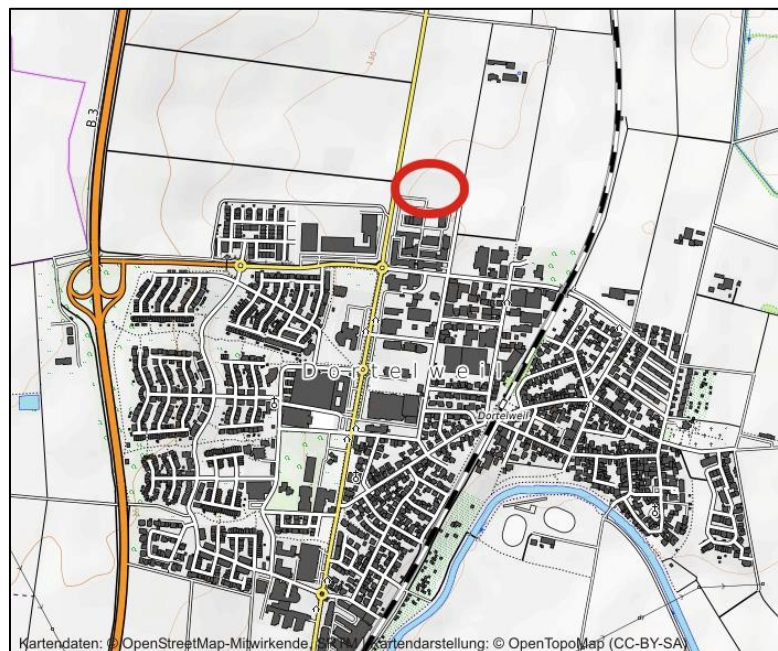 130
B 3
Dortelweil
Dortelweil
Kartendaten: © OpenStreetMap-Mitwirkende, SRTM | Kartendarstellung: © OpenTopoMap (CC-BY-SA)